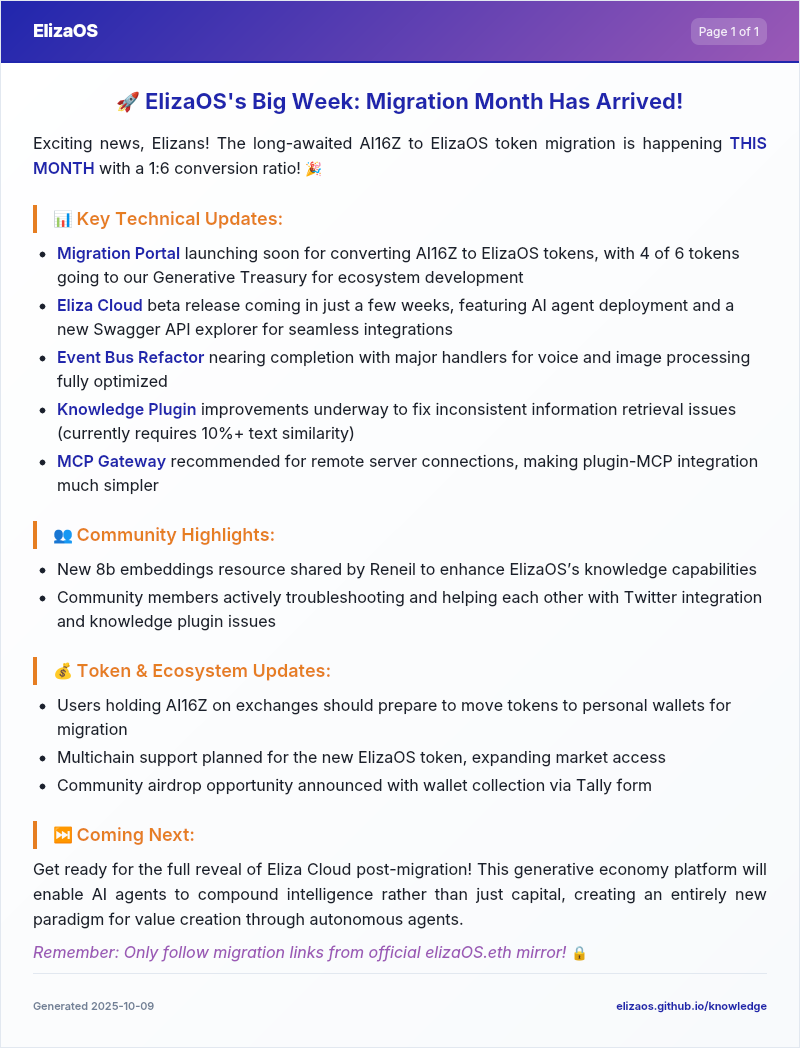 ElizaOS
Page 1 of 1
🚀 ElizaOS's Big Week: Migration Month Has Arrived!
Exciting news, Elizans! The long-awaited AI16Z to ElizaOS token migration is happening THIS
MONTH with a 1:6 conversion ratio! 🎉
📊 Key Technical Updates:
• Migration Portal launching soon for converting AI16Z to ElizaOS tokens, with 4 of 6 tokens
going to our Generative Treasury for ecosystem development
• Eliza Cloud beta release coming in just a few weeks, featuring AI agent deployment and a
new Swagger API explorer for seamless integrations
• Event Bus Refactor nearing completion with major handlers for voice and image processing
fully optimized
• Knowledge Plugin improvements underway to fix inconsistent information retrieval issues
(currently requires 10%+ text similarity)
• MCP Gateway recommended for remote server connections, making plugin-MCP integration
much simpler
👥 Community Highlights:
• New 8b embeddings resource shared by Reneil to enhance ElizaOS’s knowledge capabilities
• Community members actively troubleshooting and helping each other with Twitter integration
and knowledge plugin issues
💰 Token & Ecosystem Updates:
• Users holding AI16Z on exchanges should prepare to move tokens to personal wallets for
migration
• Multichain support planned for the new ElizaOS token, expanding market access
• Community airdrop opportunity announced with wallet collection via Tally form
⏭️ Coming Next:
Get ready for the full reveal of Eliza Cloud post-migration! This generative economy platform will
enable AI agents to compound intelligence rather than just capital, creating an entirely new
paradigm for value creation through autonomous agents.
Remember: Only follow migration links from official elizaOS.eth mirror! 🔒
Generated 2025-10-09
elizaos.github.io/knowledge